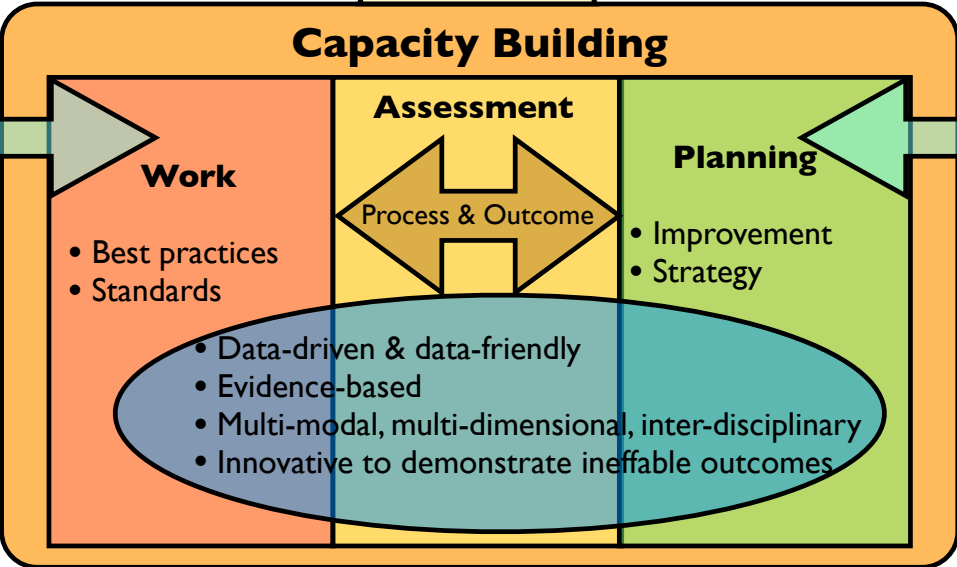 Capacity Building
Work
• Best practices
• Standards
Assessment
Process & Outcome
Planning
• Improvement
• Strategy
• Data-driven & data-friendly
• Evidence-based
• Multi-modal, multi-dimensional, inter-disciplinary
• Innovative to demonstrate ineffable outcomes